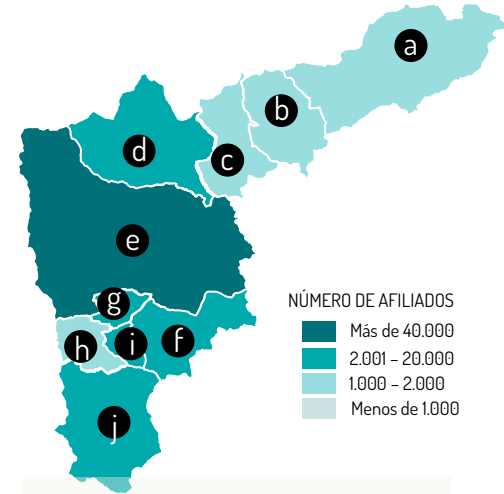 a
b
c
d
e
g
f
h
i
j
NÚMERO DE AFILIADOS
Más de 40.000
2.001 – 20.000
1.000 – 2.000
Menos de 1.000